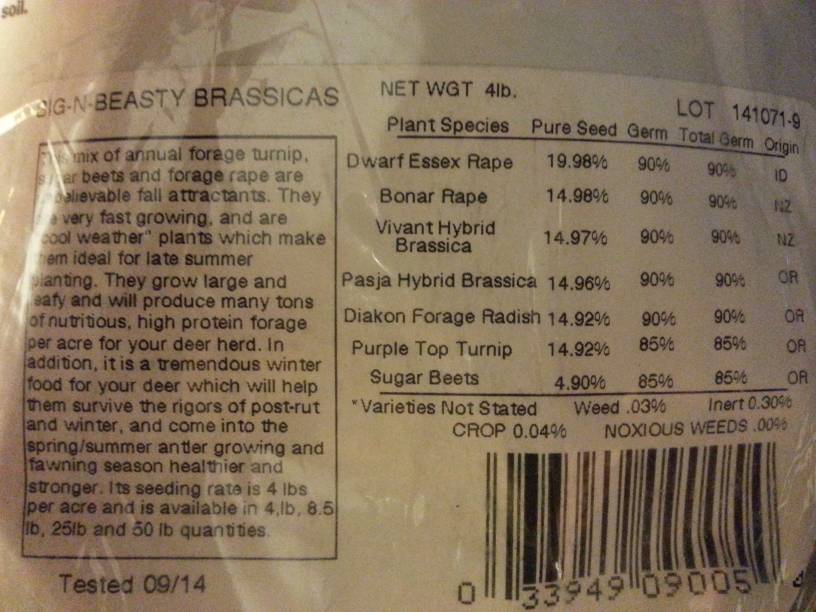 soil.
BIG-N-BEASTY BRASSICAS
NET WGT 4lb.
LOT 141071-9
Plant Species Pure Seed Germ Total Germ Origin
Dwarf Essex Rape 19.98% 90% 90% ID
Bonar Rape 14.98% 90% 90% NZ
Vivant Hybrid
Brassica 14.97% 90% 90% NZ
Pasja Hybrid Brassica 14.96% 90% 90% OR
Diakon Forage Radish 14.92% 90% 90% OR
Purple Top Turnip 14.92% 85% 85% OR
Sugar Beets 4.90% 85% 85% OR
*Varieties Not Stated Weed .03% Inert 0.30%
CROP 0.04% NOXIOUS WEEDS .00%
This mix of annual forage turnip,
sugar beets and forage rape are
unbelievable fall attractants. They
are very fast growing, and are
"cool weather" plants which make
them ideal for late summer
planting. They grow large and
leafy and will produce many tons
of nutritious, high protein forage
per acre for your deer herd. In
addition, it is a tremendous winter
food for your deer which will help
them survive the rigors of post-rut
and winter, and come into the
spring/summer antler growing and
fawning season healthier and
stronger. Its seeding rate is 4 lbs
per acre and is available in 4,lb, 8.5
lb, 25lb and 50 lb quantities.
Tested 09/14
0 33949 09005